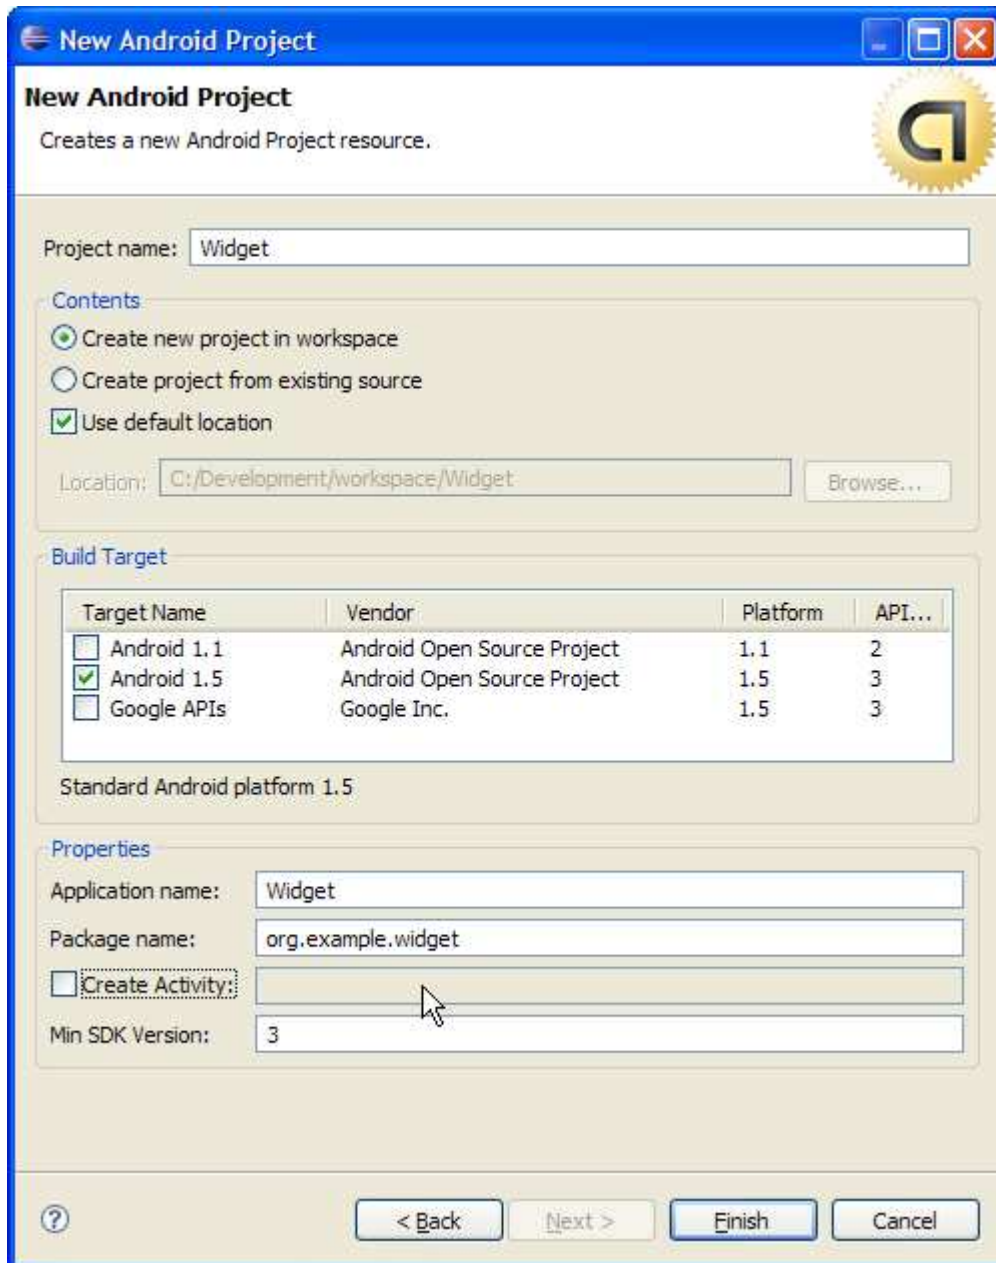 New Android Project
New Android Project
Creates a new Android Project resource.
Project name: Widget
Contents
Create new project in workspace
Create project from existing source
Use default location
Location: C:/Development/workspace/Widget Browse...
Build Target
Target Name Vendor Platform API...
Android 1.1 Android Open Source Project 1.1 2
Android 1.5 Android Open Source Project 1.5 3
Google APIs Google Inc. 1.5 3
Standard Android platform 1.5
Properties
Application name: Widget
Package name: org.example.widget
Create Activity:
Min SDK Version: 3
? < Back Next > Finish Cancel